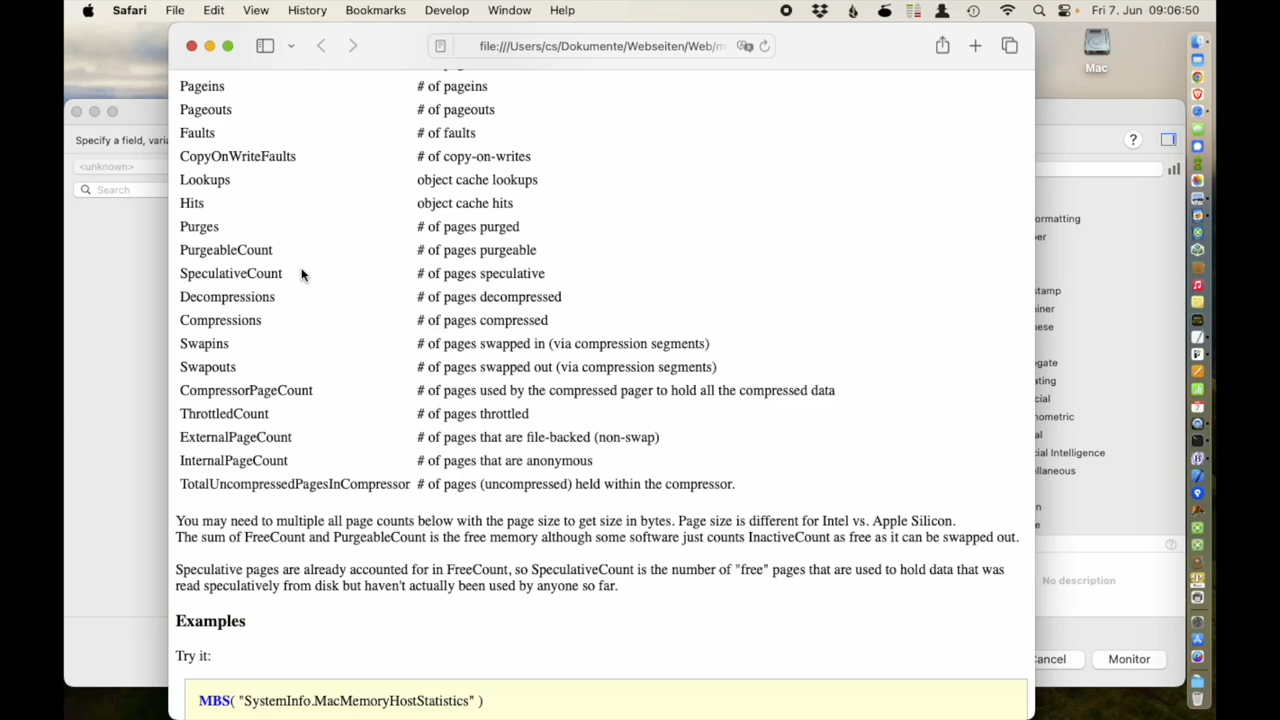 Safari File Edit View History Bookmarks Develop Window Help Fri 7. Jun 09:06:50
file:///Users/cs/Dokumente/Webseiten/Web/m
Mac
Pageins # of pageins
Pageouts # of pageouts
Faults # of faults
CopyOnWriteFaults # of copy-on-writes
Lookups object cache lookups
Hits object cache hits
Purges # of pages purged
PurgeableCount # of pages purgeable
SpeculativeCount # of pages speculative
Decompressions # of pages decompressed
Compressions # of pages compressed
Swapins # of pages swapped in (via compression segments)
Swapouts # of pages swapped out (via compression segments)
CompressorPageCount # of pages used by the compressed pager to hold all the compressed data
ThrottledCount # of pages throttled
ExternalPageCount # of pages that are file-backed (non-swap)
InternalPageCount # of pages that are anonymous
TotalUncompressedPagesInCompressor # of pages (uncompressed) held within the compressor.
You may need to multiple all page counts below with the page size to get size in bytes. Page size is different for Intel vs. Apple Silicon.
The sum of FreeCount and PurgeableCount is the free memory although some software just counts InactiveCount as free as it can be swapped out.
Speculative pages are already accounted for in FreeCount, so SpeculativeCount is the number of "free" pages that are used to hold data that was
read speculatively from disk but haven't actually been used by anyone so far.
Examples
Try it:
MBS( "SystemInfo.MacMemoryHostStatistics" )
Specify a field, varia
<unknown>
Search
?
ormatting
er
stamp
ainer
nese
egate
ating
cial
nometric
al
cial Intelligence
ellaneous
n
e
No description
ancel
Monitor